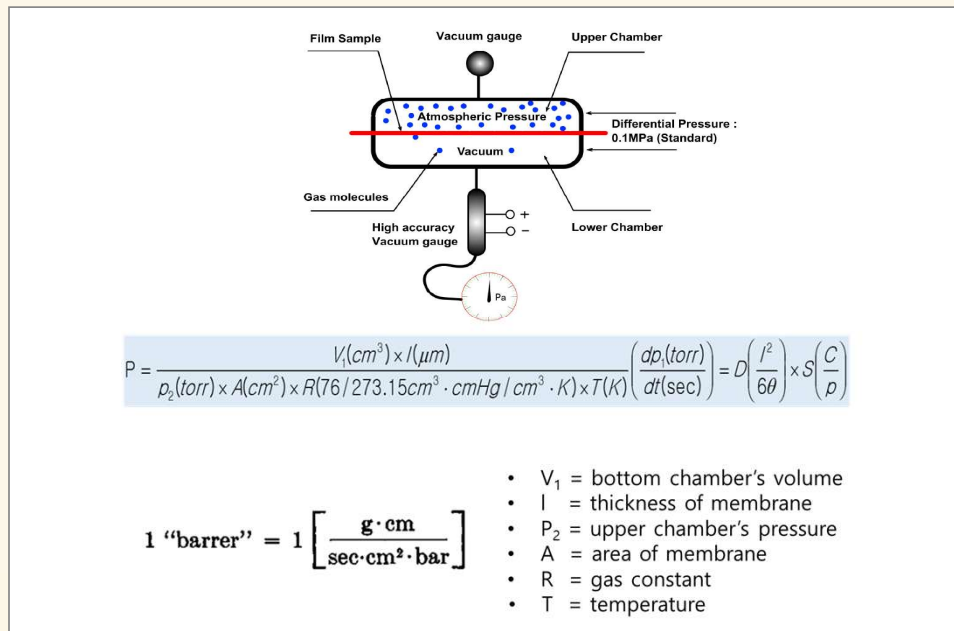 Film Sample
Vacuum gauge
Upper Chamber
Atmospheric Pressure
Differential Pressure :
0.1MPa (Standard)
Vacuum
Gas molecules
High accuracy
Vacuum gauge
+
−
Lower Chamber
Pa
P = V₁(cm³) × l(μm) / p₂(torr) × A(cm²) × R(76/273.15cm³·cmHg/cm³·K) × T(K) (dp₁(torr)/dt(sec)) = D(l²/6θ) × S(C/p)
1 “barrer” = 1 [g·cm / sec·cm²·bar]
• V₁ = bottom chamber's volume
• l = thickness of membrane
• P₂ = upper chamber's pressure
• A = area of membrane
• R = gas constant
• T = temperature